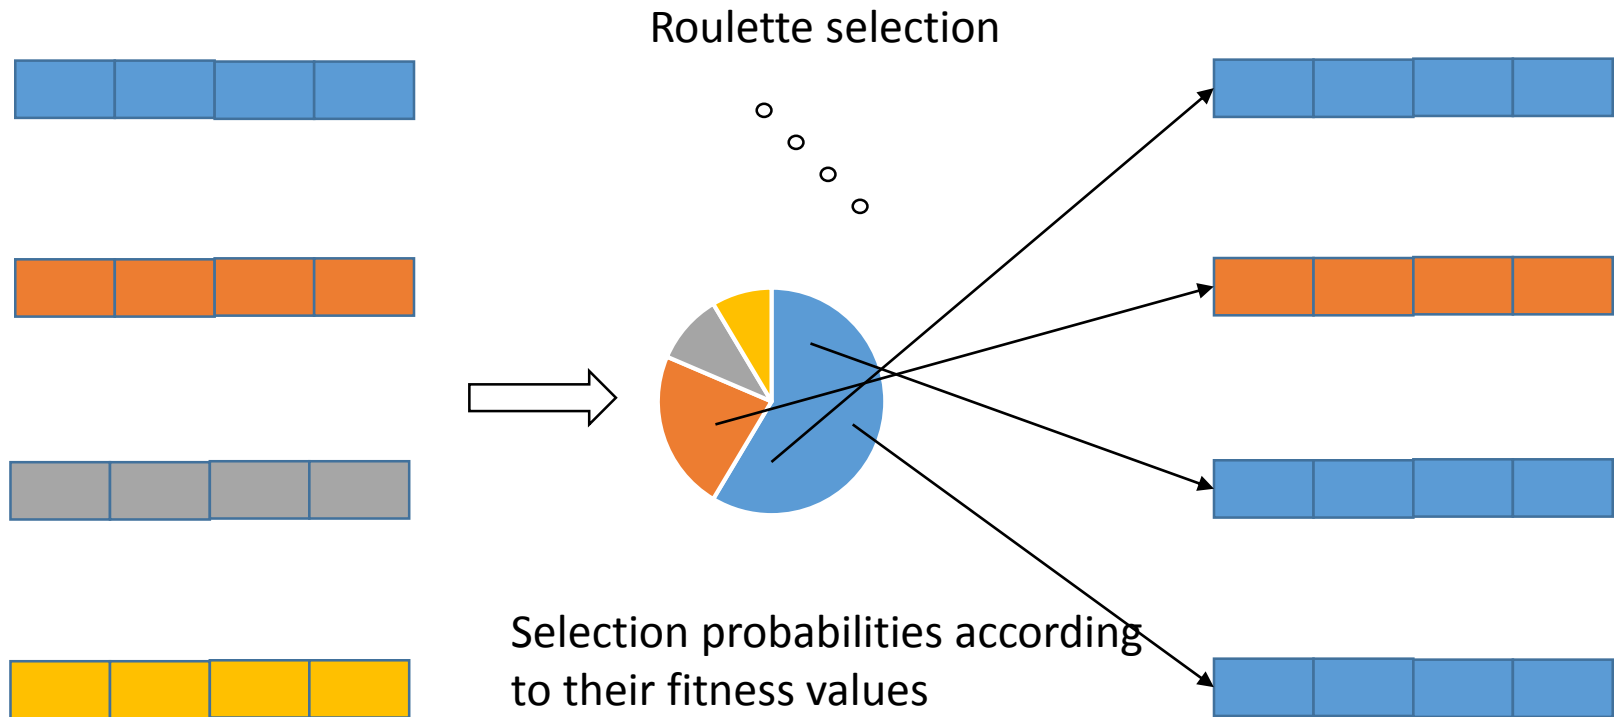 Roulette selection
Selection probabilities according
to their fitness values